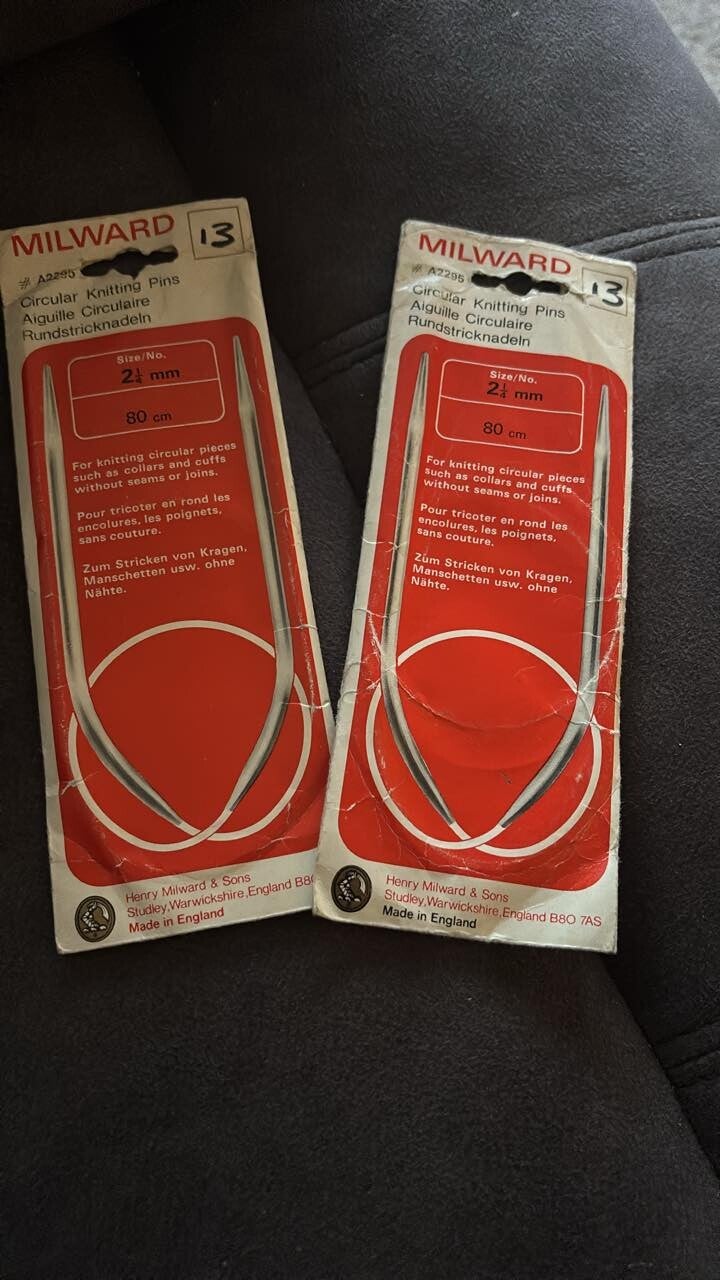 MILWARD
13
# A2295
Circular Knitting Pins
Aiguille Circulaire
Rundstricknadeln
Size/No.
2¼ mm
80 cm
For knitting circular pieces
such as collars and cuffs
without seams or joins.
Pour tricoter en rond les
encolures, les poignets,
sans couture.
Zum Stricken von Kragen,
Manschetten usw. ohne
Nähte.
Henry Milward & Sons
Studley, Warwickshire, England
Made in England
MILWARD
13
# A2295
Circular Knitting Pins
Aiguille Circulaire
Rundstricknadeln
Size/No.
2¼ mm
80 cm
For knitting circular pieces
such as collars and cuffs
without seams or joins.
Pour tricoter en rond les
encolures, les poignets,
sans couture.
Zum Stricken von Kragen,
Manschetten usw. ohne
Nähte.
Henry Milward & Sons
Studley, Warwickshire, England B80 7AS
Made in England